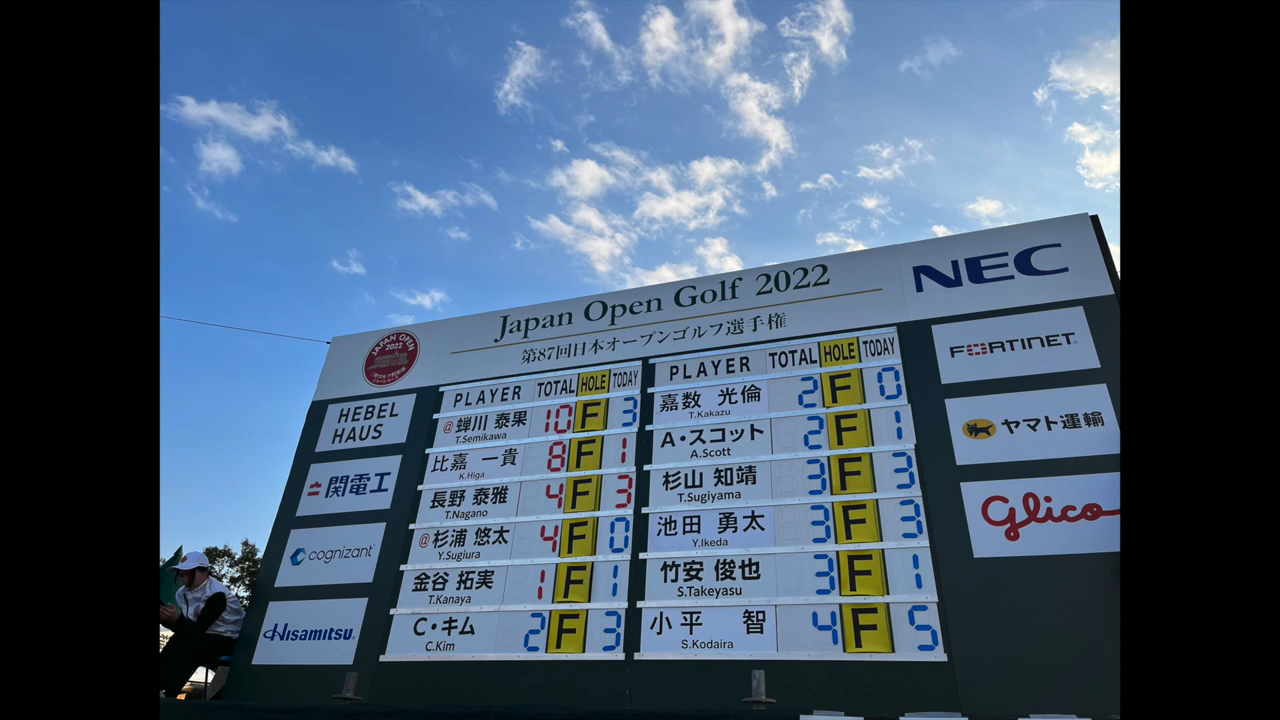 Japan Open Golf 2022
第87回日本オープンゴルフ選手権
NEC
JAPAN OPEN
2022
HEBEL
HAUS
関電工
cognizant
Hisamitsu
PLAYER TOTAL HOLE TODAY
@蝉川 泰果 10 F 3
T.Semikawa
比嘉 一貴 8 F 1
K.Higa
長野 泰雅 4 F 3
T.Nagano
@杉浦 悠太 4 F 0
Y.Sugiura
金谷 拓実 1 F 1
T.Kanaya
C・キム 2 F 3
C.Kim
PLAYER TOTAL HOLE TODAY
嘉数 光倫 2 F 0
T.Kakazu
A・スコット 2 F 1
A.Scott
杉山 知靖 3 F 3
T.Sugiyama
池田 勇太 3 F 3
Y.Ikeda
竹安 俊也 3 F 1
S.Takeyasu
小平 智 4 F 5
S.Kodaira
FORTINET
ヤマト運輸
Glico